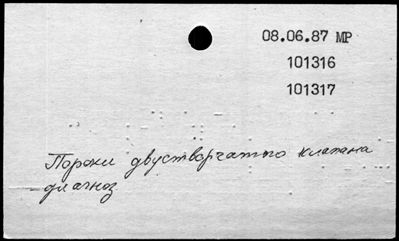 08.06.87 МР
101316
101317
Пороки двустворчатого клапана
диагноз